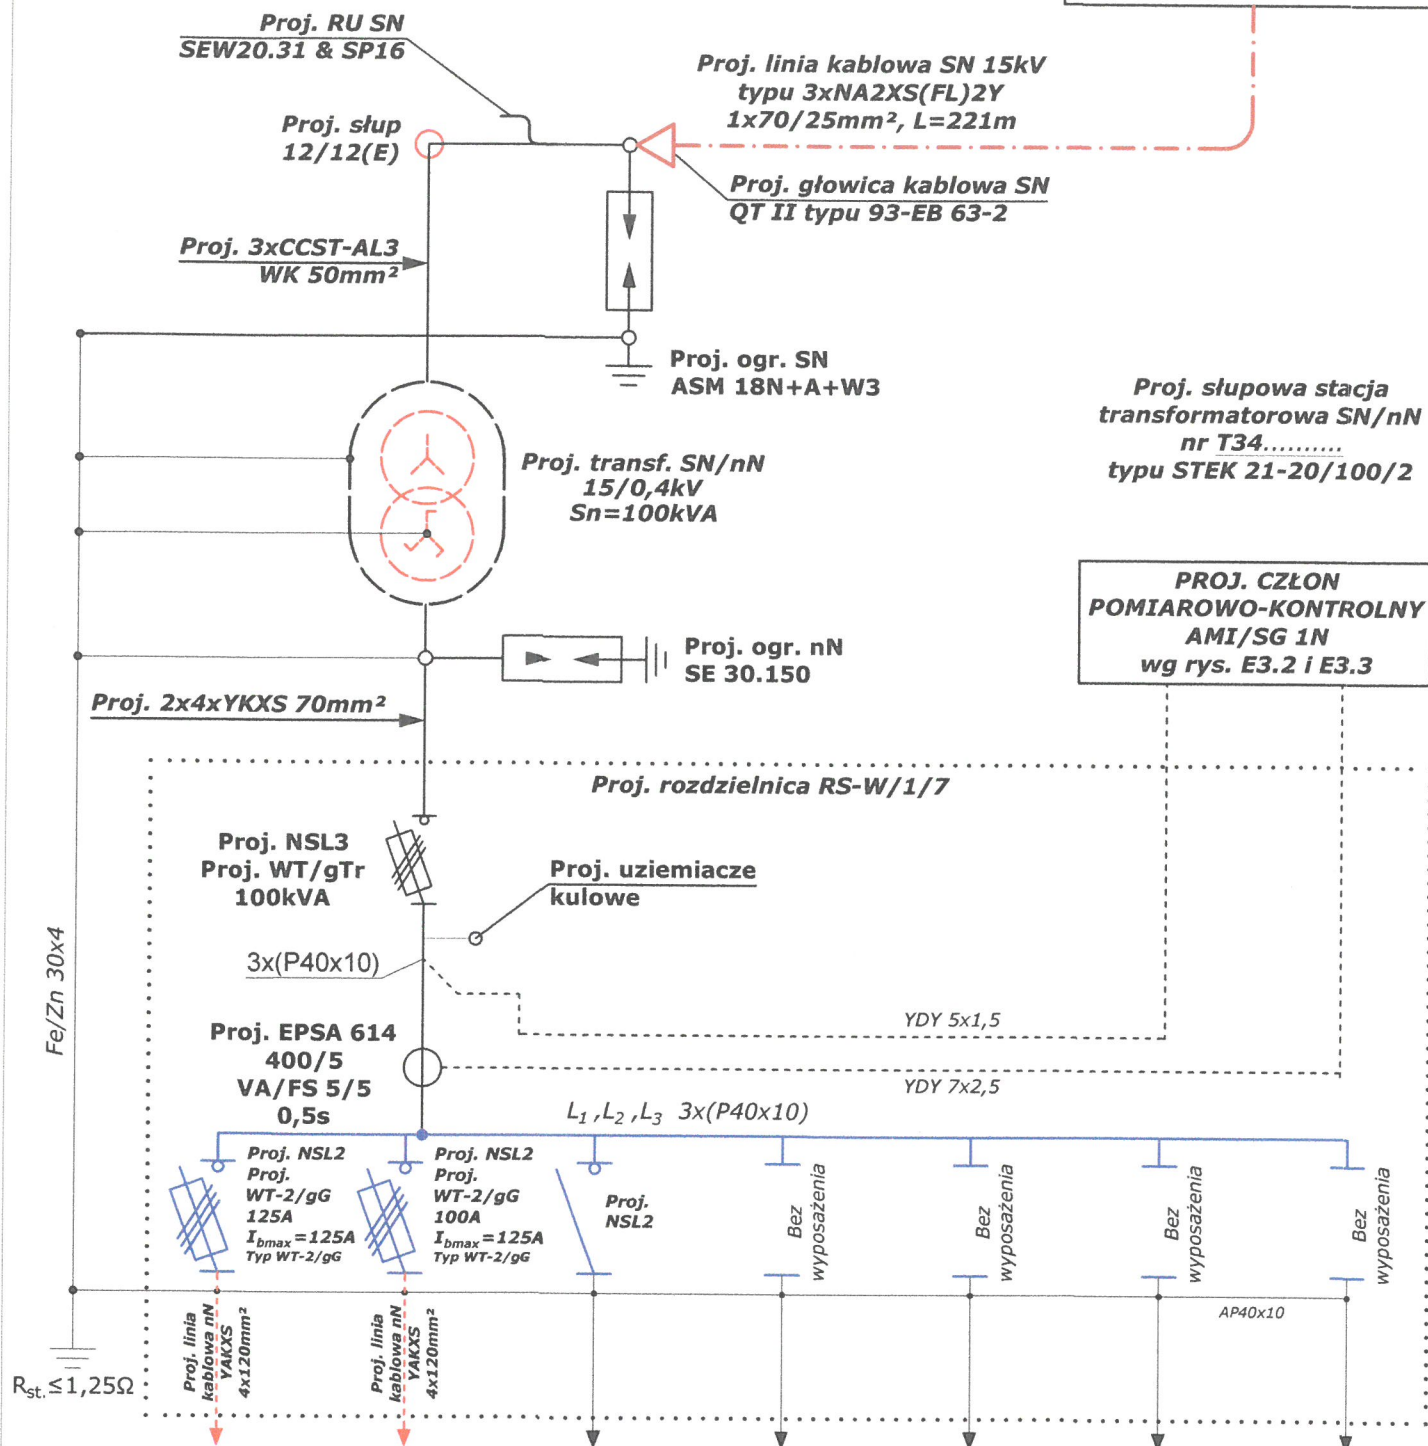 Proj. RU SN
SEW20.31 & SP16
Proj. linia kablowa SN 15kV
typu 3xNA2XS(FL)2Y
1x70/25mm², L=221m
Proj. słup
12/12(E)
Proj. głowica kablowa SN
QT II typu 93-EB 63-2
Proj. 3xCCST-AL3
WK 50mm²
Proj. ogr. SN
ASM 18N+A+W3
Proj. słupowa stacja
transformatorowa SN/nN
nr T34..........
typu STEK 21-20/100/2
Proj. transf. SN/nN
15/0,4kV
Sn=100kVA
PROJ. CZŁON
POMIAROWO-KONTROLNY
AMI/SG 1N
wg rys. E3.2 i E3.3
Proj. ogr. nN
SE 30.150
Proj. 2x4xYKXS 70mm²
Proj. rozdzielnica RS-W/1/7
Proj. NSL3
Proj. WT/gTr
100kVA
Proj. uziemiacze
kulowe
Fe/Zn 30x4
3x(P40x10)
YDY 5x1,5
Proj. EPSA 614
400/5
VA/FS 5/5
0,5s
YDY 7x2,5
L₁,L₂,L₃ 3x(P40x10)
Proj. NSL2
Proj.
WT-2/gG
125A
I_bmax=125A
Typ WT-2/gG
Proj. NSL2
Proj.
WT-2/gG
100A
I_bmax=125A
Typ WT-2/gG
Proj.
NSL2
Bez
wyposażenia
Bez
wyposażenia
Bez
wyposażenia
Bez
wyposażenia
AP40x10
Proj. linia
kablowa nN
YAKXS
4x120mm²
Proj. linia
kablowa nN
YAKXS
4x120mm²
R_st.≤1,25Ω